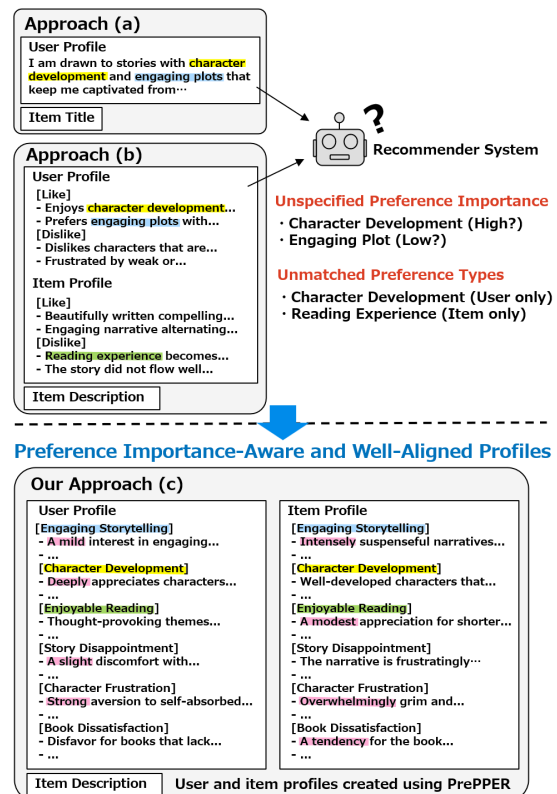 Approach (a)
User Profile
I am drawn to stories with character
development and engaging plots that
keep me captivated from⋯
Item Title
?
Recommender System
Approach (b)
User Profile
[Like]
- Enjoys character development...
- Prefers engaging plots with...
[Dislike]
- Dislikes characters that are...
- Frustrated by weak or...
Item Profile
[Like]
- Beautifully written compelling...
- Engaging narrative alternating...
[Dislike]
- Reading experience becomes...
- The story did not flow well...
Item Description
Unspecified Preference Importance
・Character Development (High?)
・Engaging Plot (Low?)
Unmatched Preference Types
・Character Development (User only)
・Reading Experience (Item only)
Preference Importance-Aware and Well-Aligned Profiles
Our Approach (c)
User Profile
[Engaging Storytelling]
- A mild interest in engaging...
- ...
[Character Development]
- Deeply appreciates characters...
- ...
[Enjoyable Reading]
- Thought-provoking themes...
- ...
[Story Disappointment]
- A slight discomfort with...
- ...
[Character Frustration]
- Strong aversion to self-absorbed...
- ...
[Book Dissatisfaction]
- Disfavor for books that lack...
- ...
Item Profile
[Engaging Storytelling]
- Intensely suspenseful narratives...
- ...
[Character Development]
- Well-developed characters that...
- ...
[Enjoyable Reading]
- A modest appreciation for shorter...
- ...
[Story Disappointment]
- The narrative is frustratingly⋯
- ...
[Character Frustration]
- Overwhelmingly grim and...
- ...
[Book Dissatisfaction]
- A tendency for the book...
- ...
Item Description
User and item profiles created using PrePPER